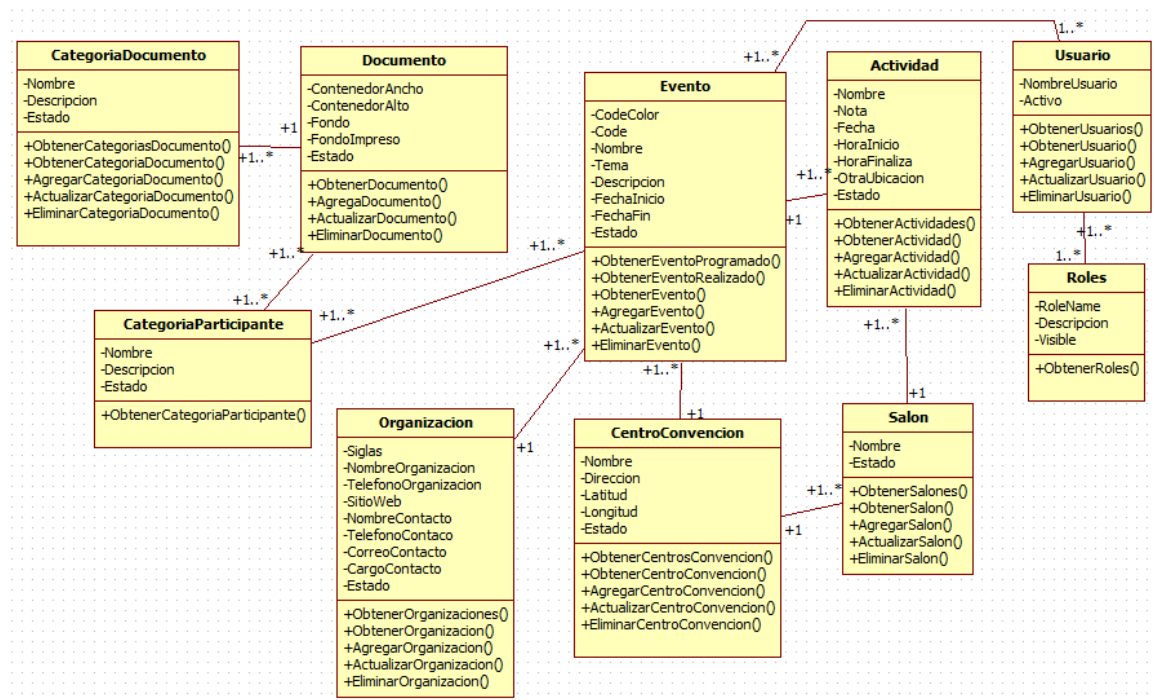 CategoriaDocumento
-Nombre
-Descripcion
-Estado
+ObtenerCategoriasDocumento()
+ObtenerCategoriaDocumento()
+AgregarCategoriaDocumento()
+ActualizarCategoriaDocumento()
+EliminarCategoriaDocumento()
+1..*
+1
Documento
-ContenedorAncho
-ContenedorAlto
-Fondo
-FondoImpreso
-Estado
+ObtenerDocumento()
+AgregaDocumento()
+ActualizarDocumento()
+EliminarDocumento()
+1..*
+1..*
CategoriaParticipante
-Nombre
-Descripcion
-Estado
+ObtenerCategoriaParticipante()
+1..*
+1..*
Evento
-CodeColor
-Code
-Nombre
-Tema
-Descripcion
-FechaInicio
-FechaFin
-Estado
+ObtenerEventoProgramado()
+ObtenerEventoRealizado()
+ObtenerEvento()
+AgregarEvento()
+ActualizarEvento()
+EliminarEvento()
+1..*
1..*
+1..*
+1
Actividad
-Nombre
-Nota
-Fecha
-HoraInicio
-HoraFinaliza
-OtraUbicacion
-Estado
+ObtenerActividades()
+ObtenerActividad()
+AgregarActividad()
+ActualizarActividad()
+EliminarActividad()
+1..*
+1
Usuario
-NombreUsuario
-Activo
+ObtenerUsuarios()
+ObtenerUsuario()
+AgregarUsuario()
+ActualizarUsuario()
+EliminarUsuario()
+1..*
1..*
Roles
-RoleName
-Descripcion
-Visible
+ObtenerRoles()
+1..*
+1
Organizacion
-Siglas
-NombreOrganizacion
-TelefonoOrganizacion
-SitioWeb
-NombreContacto
-TelefonoContaco
-CorreoContacto
-CargoContacto
-Estado
+ObtenerOrganizaciones()
+ObtenerOrganizacion()
+AgregarOrganizacion()
+ActualizarOrganizacion()
+EliminarOrganizacion()
+1..*
+1
CentroConvencion
-Nombre
-Direccion
-Latitud
-Longitud
-Estado
+ObtenerCentrosConvencion()
+ObtenerCentroConvencion()
+AgregarCentroConvencion()
+ActualizarCentroConvencion()
+EliminarCentroConvencion()
+1..*
+1
Salon
-Nombre
-Estado
+ObtenerSalones()
+ObtenerSalon()
+AgregarSalon()
+ActualizarSalon()
+EliminarSalon()